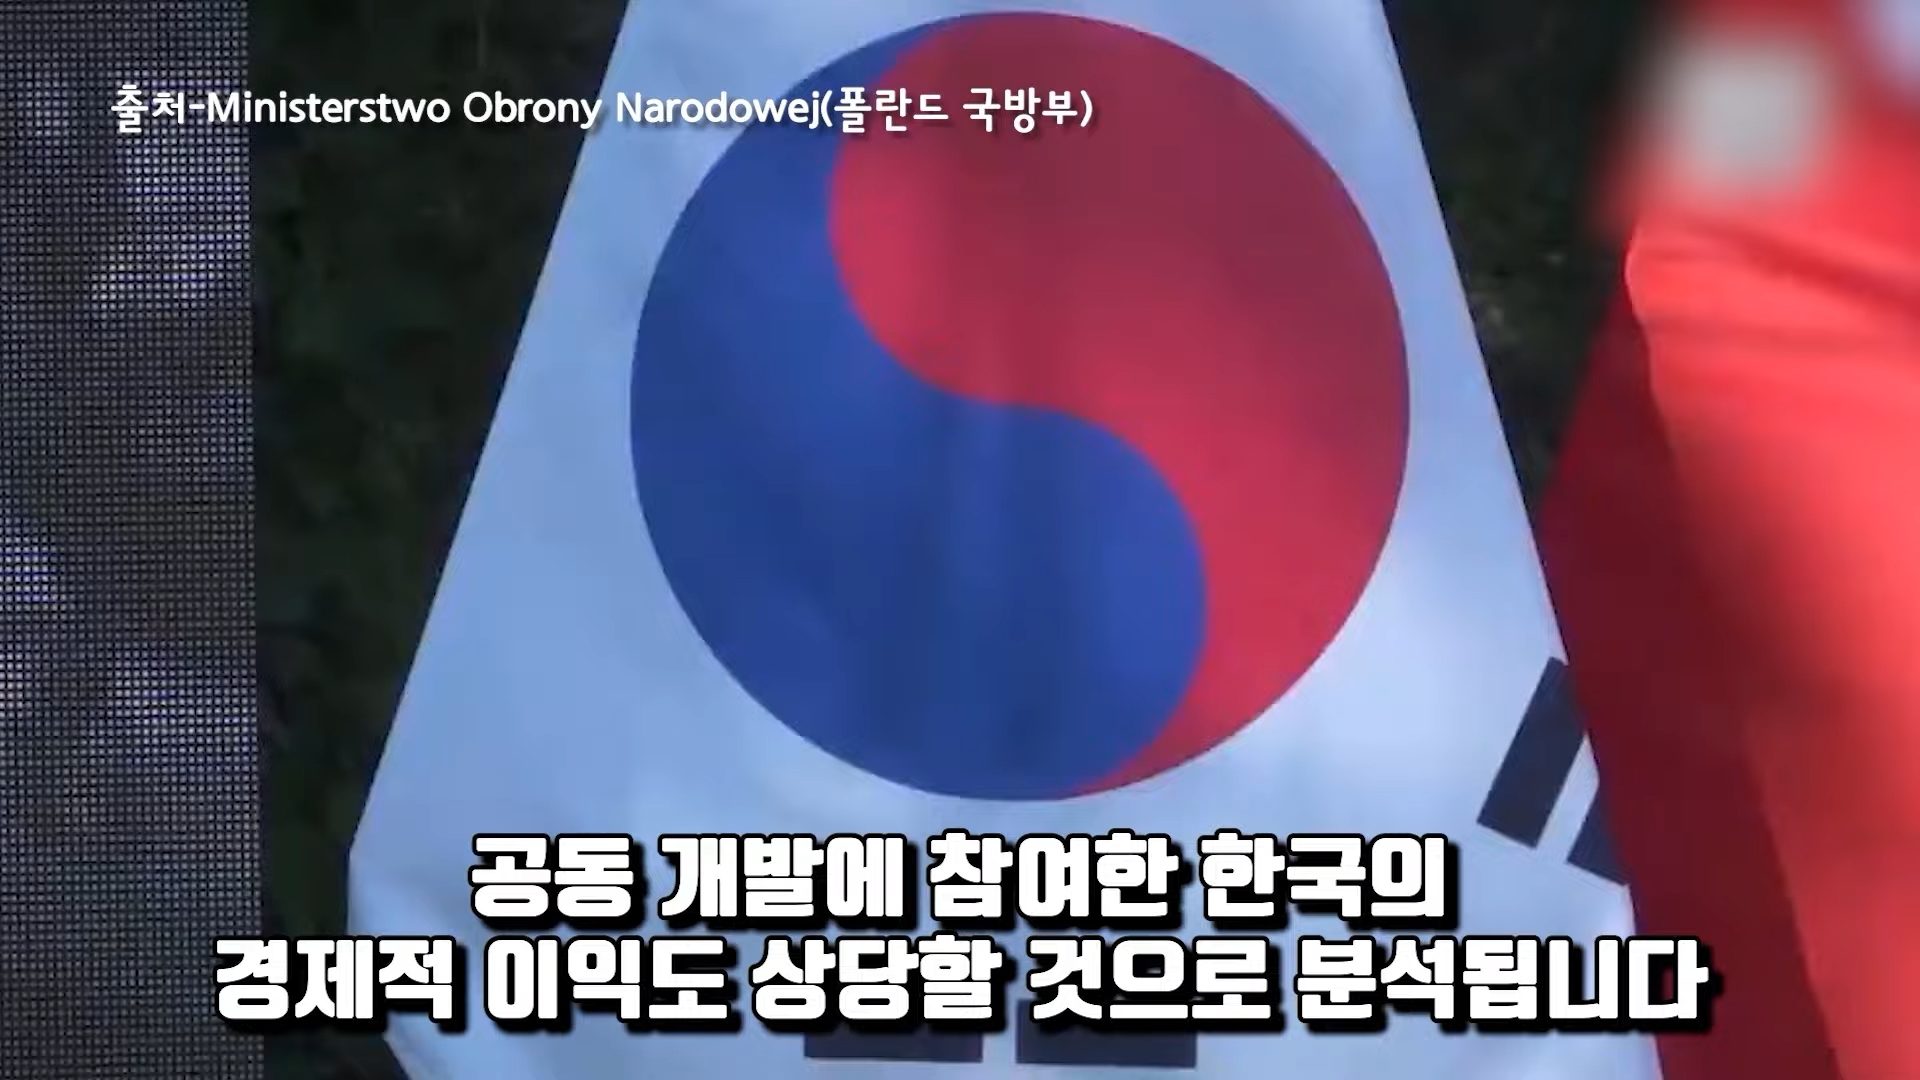 출처-Ministerstwo Obrony Narodowej(폴란드 국방부)
공동 개발에 참여한 한국의
경제적 이익도 상당할 것으로 분석됩니다